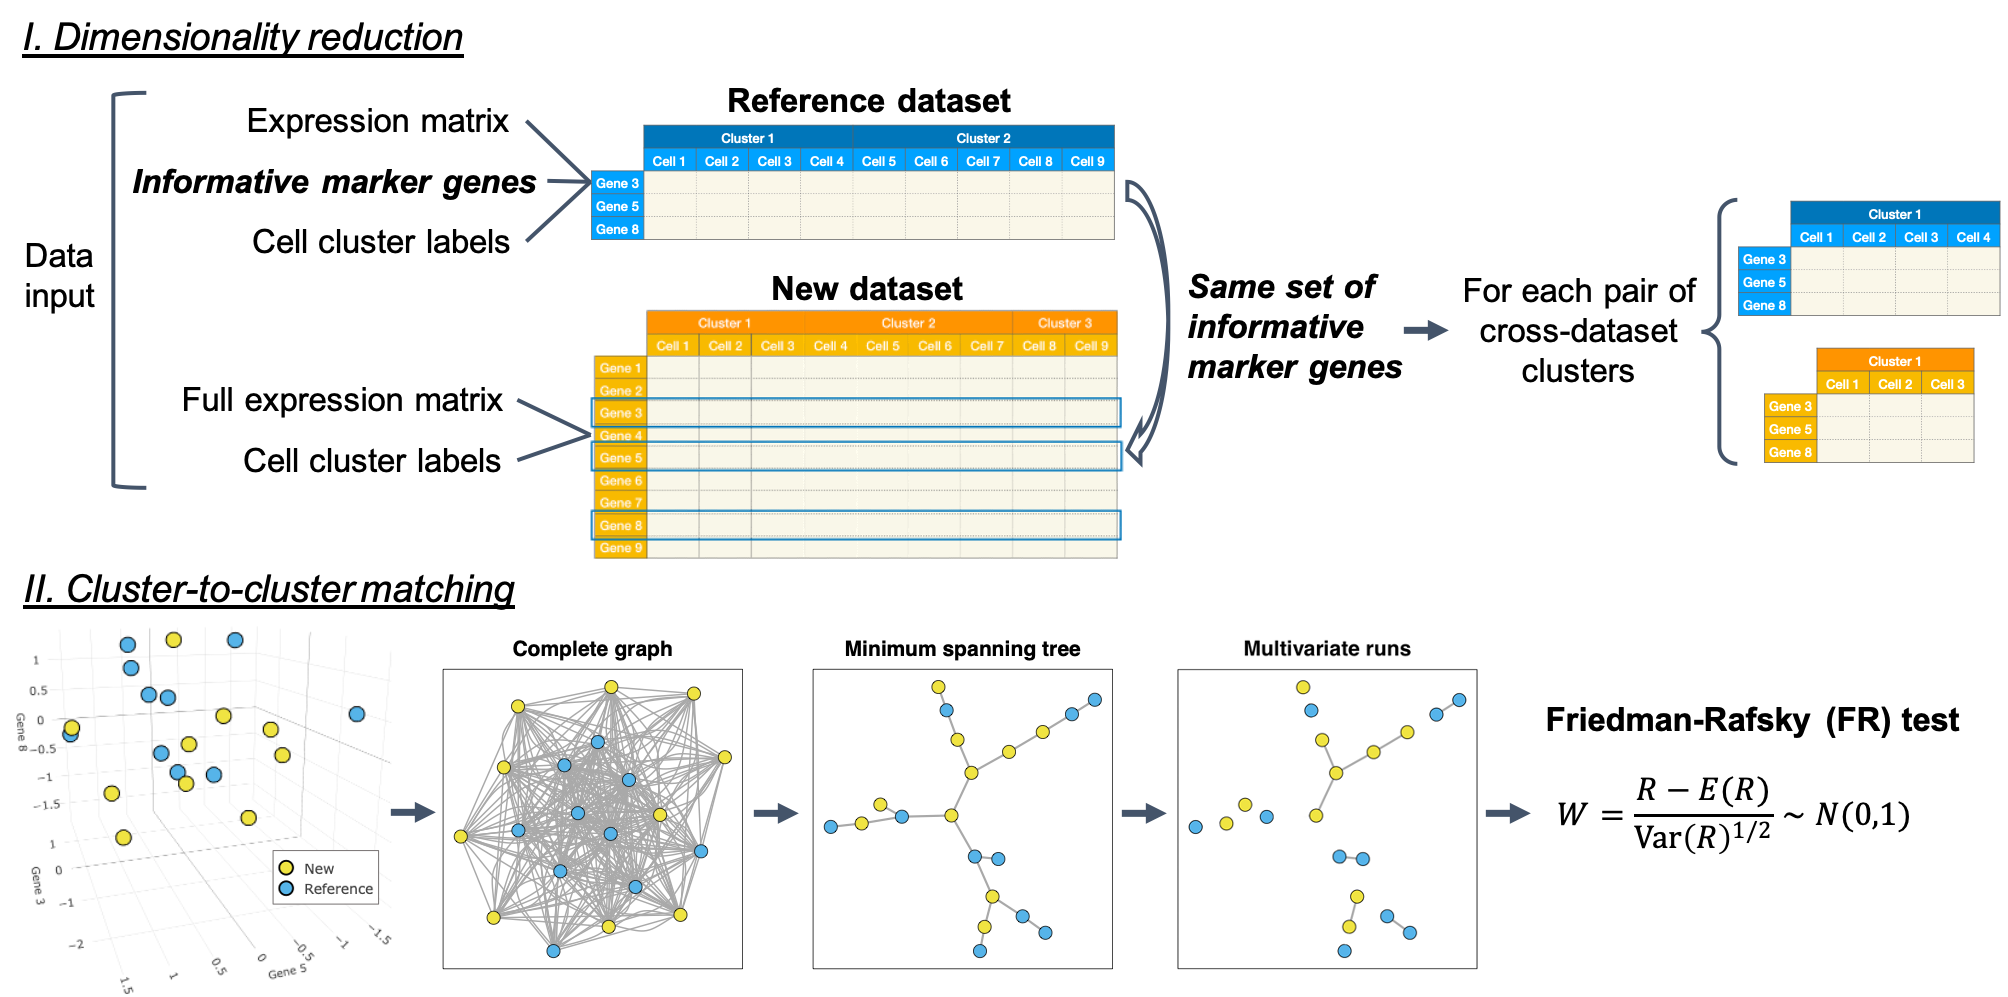 I. Dimensionality reduction
Data
input
Expression matrix
Informative marker genes
Cell cluster labels
Full expression matrix
Cell cluster labels
Reference dataset
Cluster 1 Cluster 2
Cell 1 Cell 2 Cell 3 Cell 4 Cell 5 Cell 6 Cell 7 Cell 8 Cell 9
Gene 3
Gene 5
Gene 8
New dataset
Cluster 1 Cluster 2 Cluster 3
Cell 1 Cell 2 Cell 3 Cell 4 Cell 5 Cell 6 Cell 7 Cell 8 Cell 9
Gene 1
Gene 2
Gene 3
Gene 4
Gene 5
Gene 6
Gene 7
Gene 8
Gene 9
Same set of
informative
marker genes
For each pair of
cross-dataset
clusters
Cluster 1
Cell 1 Cell 2 Cell 3 Cell 4
Gene 3
Gene 5
Gene 8
Cluster 1
Cell 1 Cell 2 Cell 3
Gene 3
Gene 5
Gene 8
II. Cluster-to-cluster matching
1
0.5
0
−0.5
−1
−1.5
Gene 8
1
0
−1
−2
Gene 3
1.5
1
0.5
0
−0.5
−1
−1.5
Gene 5
New
Reference
Complete graph
Minimum spanning tree
Multivariate runs
Friedman-Rafsky (FR) test
W = (R − E(R)) / Var(R)^{1/2} ~ N(0,1)